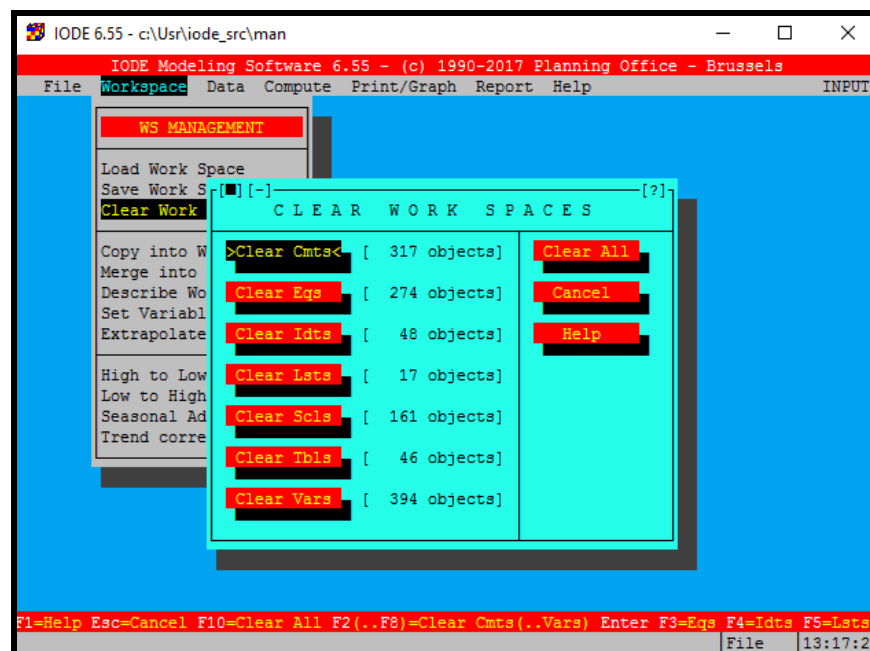 IODE 6.55 - c:\Usr\iode_src\man
IODE Modeling Software 6.55 - (c) 1990-2017 Planning Office - Brussels
File Workspace Data Compute Print/Graph Report Help INPUT
WS MANAGEMENT
Load Work Space
Save Work S
Clear Work
Copy into W
Merge into
Describe Wo
Set Variabl
Extrapolate
High to Low
Low to High
Seasonal Ad
Trend corre
[■][-] [?]
CLEAR WORK SPACES
>Clear Cmts< [ 317 objects] Clear All
Clear Eqs [ 274 objects] Cancel
Clear Idts [ 48 objects] Help
Clear Lsts [ 17 objects]
Clear Scls [ 161 objects]
Clear Tbls [ 46 objects]
Clear Vars [ 394 objects]
F1=Help Esc=Cancel F10=Clear All F2(..F8)=Clear Cmts(..Vars) Enter F3=Eqs F4=Idts F5=Lsts
File 13:17:2